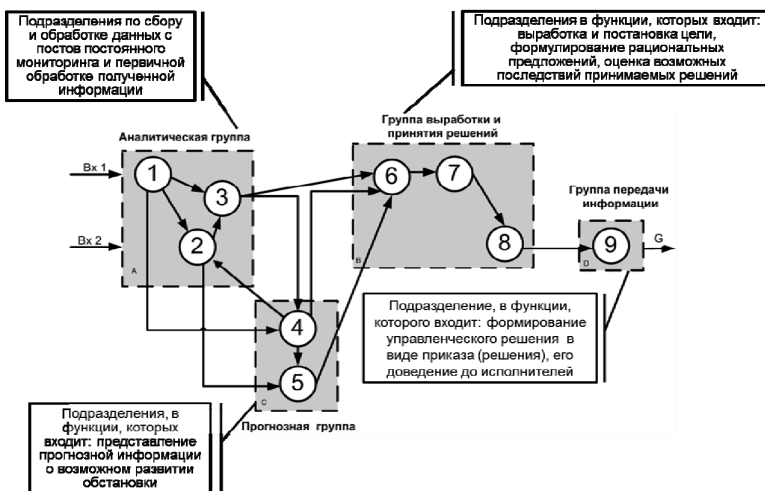 Подразделения по сбору
и обработке данных с
постов постоянного
мониторинга и первичной
обработке полученной
информации
Подразделения в функции, которых входит:
выработка и постановка цели,
формулирование рациональных
предложений, оценка возможных
последствий принимаемых решений
Аналитическая группа
Группа выработки и
принятия решений
Группа передачи
информации
Вх 1
Вх 2
1
3
2
A
6
7
8
B
9
D
G
4
5
C
Прогнозная группа
Подразделение, в функции,
которого входит: формирование
управленческого решения в
виде приказа (решения), его
доведение до исполнителей
Подразделения, в
функции, которых
входит: представление
прогнозной информации
о возможном развитии
обстановки